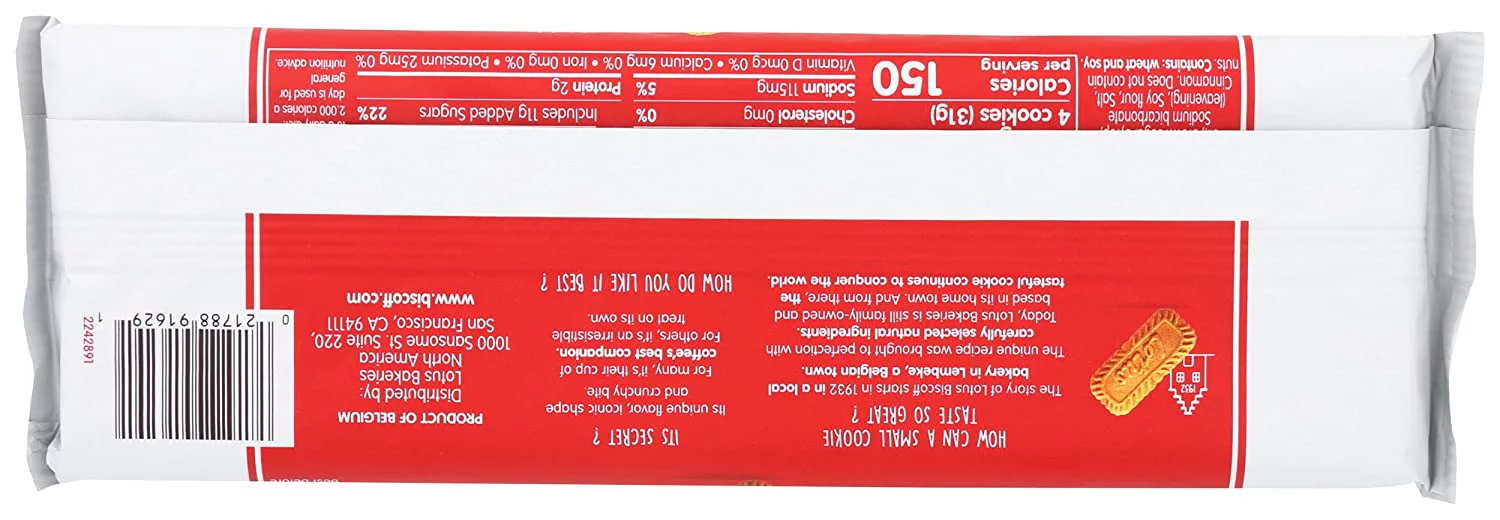 HOW CAN A SMALL COOKIE
TASTE SO GREAT ?
The story of Lotus Biscoff starts in 1932 in a local
bakery in Lembeke, a Belgian town.
The unique recipe was brought to perfection with
carefully selected natural ingredients.
Today, Lotus Bakeries is still family-owned and
based in its home town. And from there, the
tasteful cookie continues to conquer the world.
1932
Lotus
ITS SECRET ?
Its unique flavor, iconic shape
and crunchy bite.
For many, it's their cup of
coffee's best companion.
For others, it's an irresistible
treat on its own.
HOW DO YOU LIKE IT BEST ?
PRODUCT OF BELGIUM
Distributed by:
Lotus Bakeries
North America
1000 Sansome St. Suite 220,
San Francisco, CA 94111
www.biscoff.com
0 21788 91629 1
2242891
Sodium bicarbonate
(leavening), Soy flour, Salt,
Cinnamon. Does not contain
nuts. Contains: wheat and soy.
4 cookies (31g)
Calories
per serving
150
Cholesterol 0mg 0%
Sodium 115mg 5%
Includes 11g Added Sugars 22%
Protein 2g
Vitamin D 0mcg 0% • Calcium 6mg 0% • Iron 0mg 0% • Potassium 25mg 0%
2,000 calories a
day is used for
general
nutrition advice.